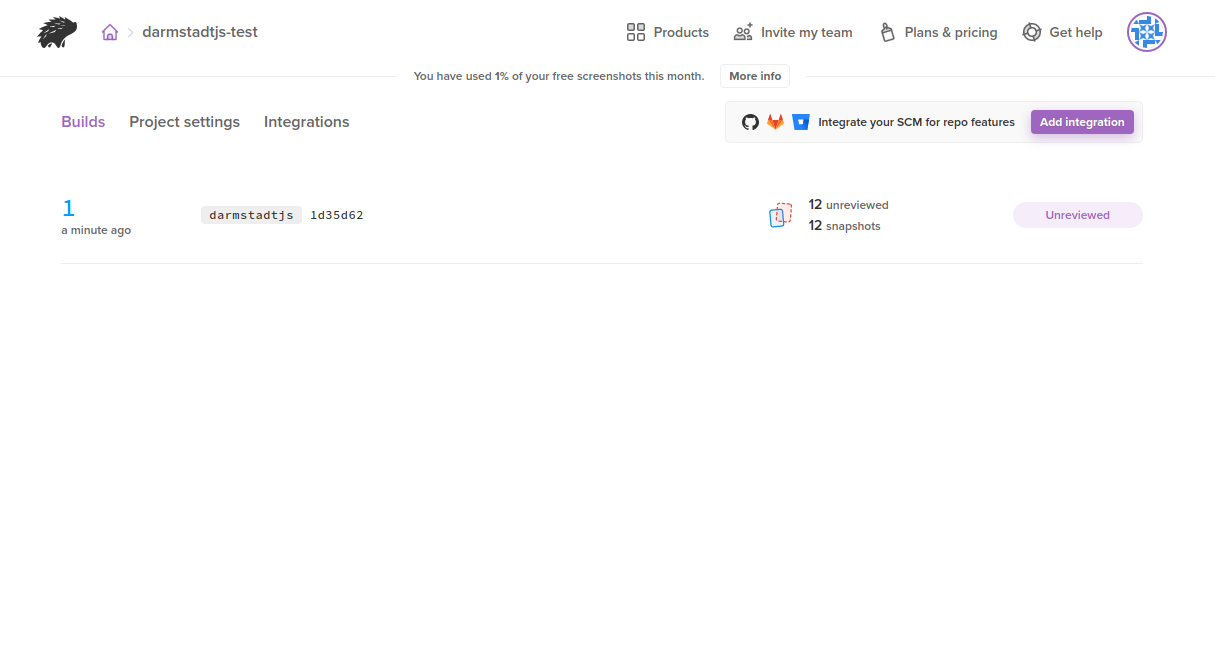 darmstadtjs-test
Products
Invite my team
Plans & pricing
Get help
You have used 1% of your free screenshots this month.
More info
Builds
Project settings
Integrations
Integrate your SCM for repo features
Add integration
1
a minute ago
darmstadtjs
1d35d62
12 unreviewed
12 snapshots
Unreviewed